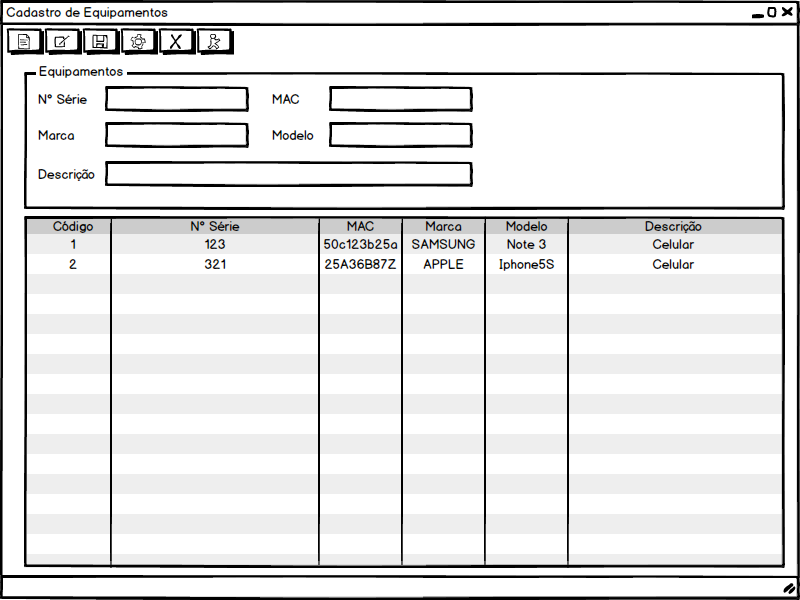 Cadastro de Equipamentos
Equipamentos
Nº Série MAC
Marca Modelo
Descrição
Código Nº Série MAC Marca Modelo Descrição
1 123 50c123b25a SAMSUNG Note 3 Celular
2 321 25A36B87Z APPLE Iphone5S Celular